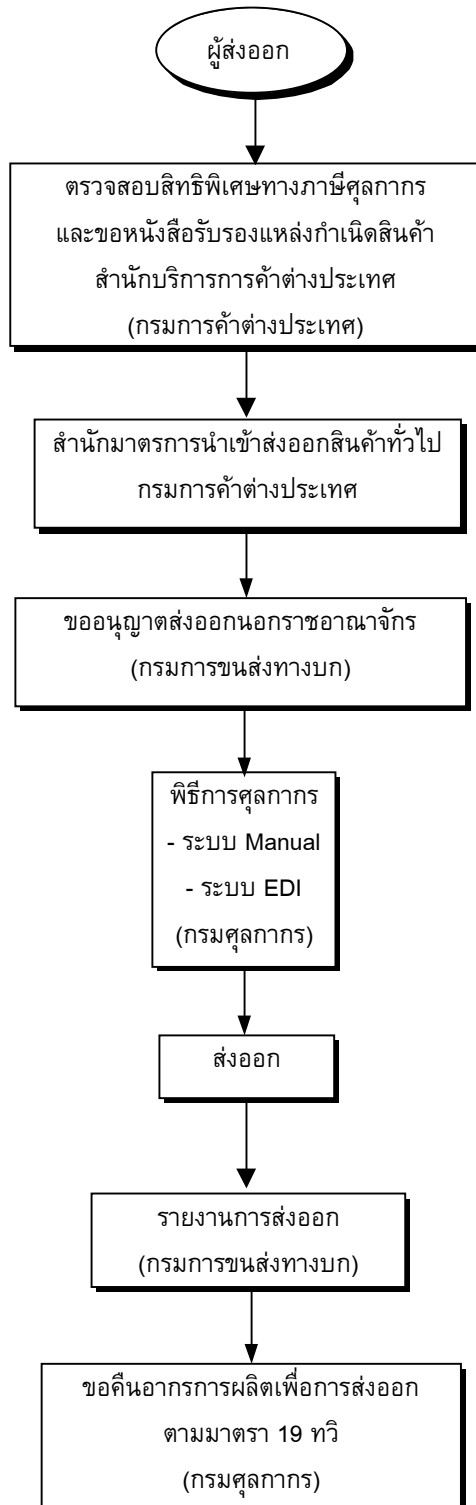 ผู้ส่งออก
ตรวจสอบสิทธิพิเศษทางภาษีศุลกากร
และขอหนังสือรับรองแหล่งกำเนิดสินค้า
สำนักบริการการค้าต่างประเทศ
(กรมการค้าต่างประเทศ)
สำนักมาตรการนำเข้าส่งออกสินค้าทั่วไป
กรมการค้าต่างประเทศ
ขออนุญาตส่งออกนอกราชอาณาจักร
(กรมการขนส่งทางบก)
พิธีการศุลกากร
- ระบบ Manual
- ระบบ EDI
(กรมศุลกากร)
ส่งออก
รายงานการส่งออก
(กรมการขนส่งทางบก)
ขอคืนอากรการผลิตเพื่อการส่งออก
ตามมาตรา 19 ทวิ
(กรมศุลกากร)